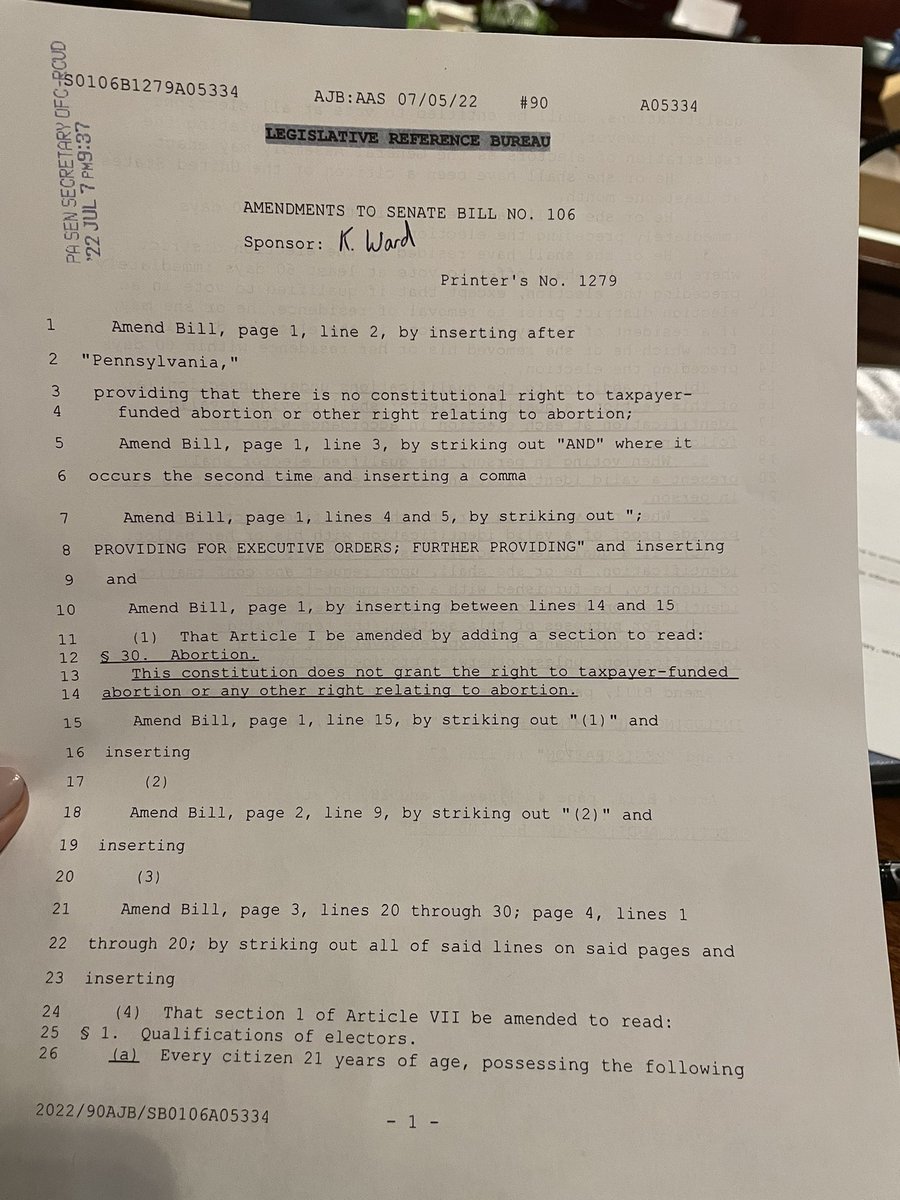 S0106B1279A05334 AJB:AAS 07/05/22 #90 A05334
PA SEN SECRETARY OFC-RCUD
'22 JUL 7 PM9:37
LEGISLATIVE REFERENCE BUREAU
AMENDMENTS TO SENATE BILL NO. 106
Sponsor: K. Ward
Printer's No. 1279
1 Amend Bill, page 1, line 2, by inserting after
2 "Pennsylvania,"
3 providing that there is no constitutional right to taxpayer-
4 funded abortion or other right relating to abortion;
5 Amend Bill, page 1, line 3, by striking out "AND" where it
6 occurs the second time and inserting a comma
7 Amend Bill, page 1, lines 4 and 5, by striking out ";
8 PROVIDING FOR EXECUTIVE ORDERS; FURTHER PROVIDING" and inserting
9 and
10 Amend Bill, page 1, by inserting between lines 14 and 15
11 (1) That Article I be amended by adding a section to read:
12 § 30. Abortion.
13 This constitution does not grant the right to taxpayer-funded
14 abortion or any other right relating to abortion.
15 Amend Bill, page 1, line 15, by striking out "(1)" and
16 inserting
17 (2)
18 Amend Bill, page 2, line 9, by striking out "(2)" and
19 inserting
20 (3)
21 Amend Bill, page 3, lines 20 through 30; page 4, lines 1
22 through 20; by striking out all of said lines on said pages and
23 inserting
24 (4) That section 1 of Article VII be amended to read:
25 § 1. Qualifications of electors.
26 (a) Every citizen 21 years of age, possessing the following
2022/90AJB/SB0106A05334 - 1 -